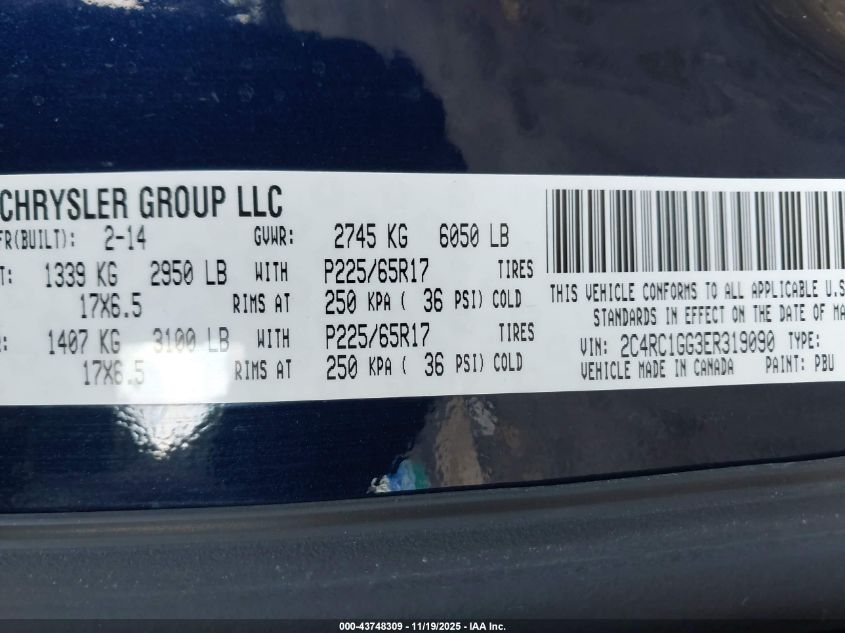 CHRYSLER GROUP LLC
FR(BUILT): 2-14 GVWR: 2745 KG 6050 LB
T: 1339 KG 2950 LB WITH P225/65R17 TIRES
17X6.5 RIMS AT 250 KPA ( 36 PSI) COLD
: 1407 KG 3100 LB WITH P225/65R17 TIRES
17X6.5 RIMS AT 250 KPA ( 36 PSI) COLD
THIS VEHICLE CONFORMS TO ALL APPLICABLE U.S
STANDARDS IN EFFECT ON THE DATE OF MA
VIN: 2C4RC1GG3ER319090 TYPE:
VEHICLE MADE IN CANADA PAINT: PBU
000-43748309 - 11/19/2025 - IAA Inc.